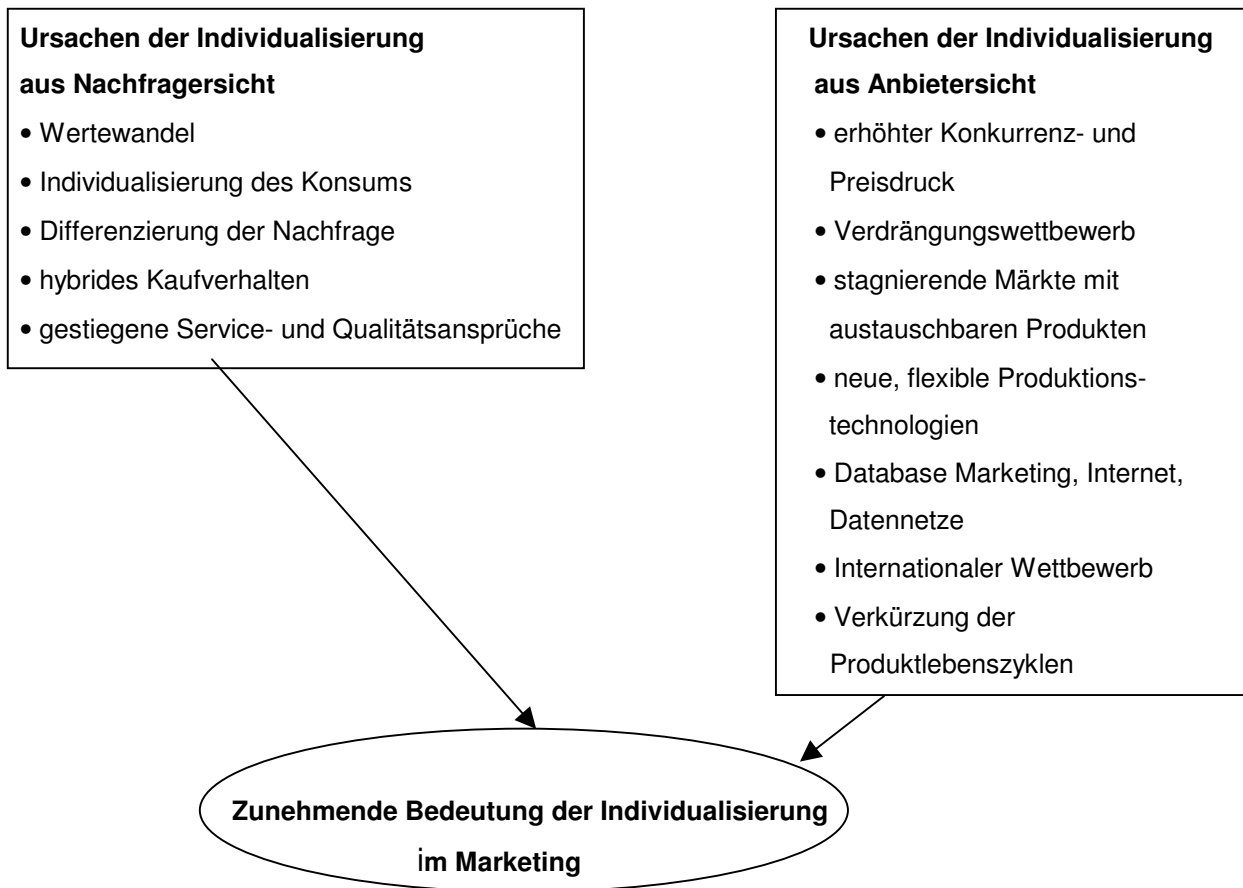 Ursachen der Individualisierung
aus Nachfragersicht
• Wertewandel
• Individualisierung des Konsums
• Differenzierung der Nachfrage
• hybrides Kaufverhalten
• gestiegene Service- und Qualitätsansprüche
Ursachen der Individualisierung
aus Anbietersicht
• erhöhter Konkurrenz- und
Preisdruck
• Verdrängungswettbewerb
• stagnierende Märkte mit
austauschbaren Produkten
• neue, flexible Produktions-
technologien
• Database Marketing, Internet,
Datennetze
• Internationaler Wettbewerb
• Verkürzung der
Produktlebenszyklen
Zunehmende Bedeutung der Individualisierung
im Marketing